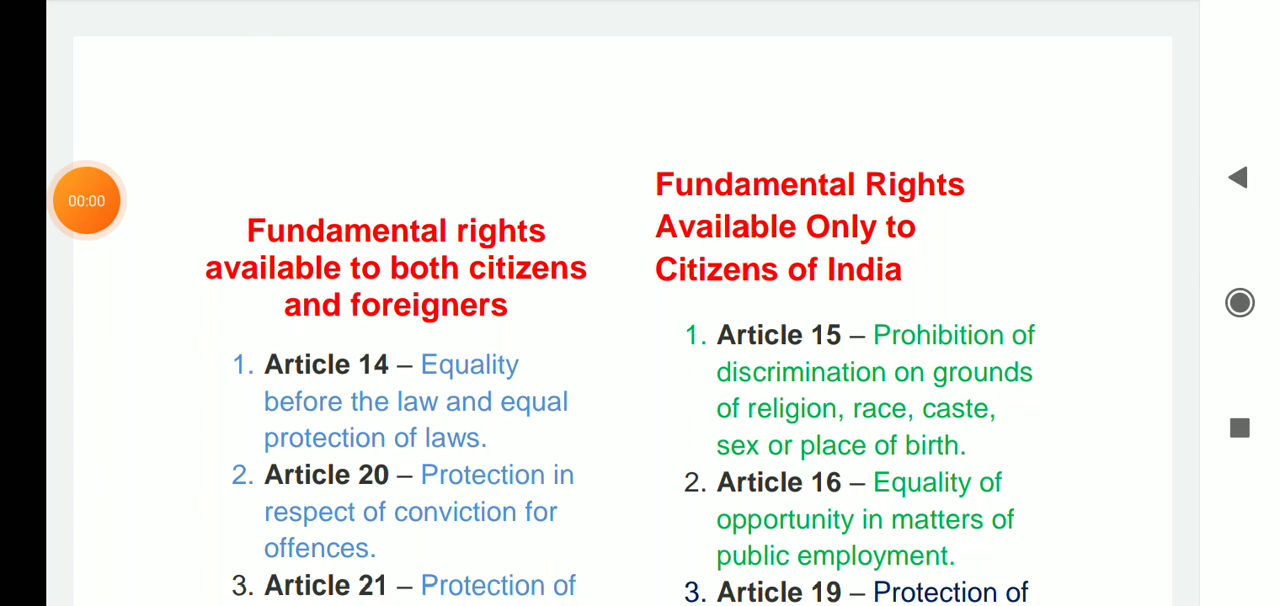 00:00
Fundamental rights
available to both citizens
and foreigners
1. Article 14 – Equality
before the law and equal
protection of laws.
2. Article 20 – Protection in
respect of conviction for
offences.
3. Article 21 – Protection of
Fundamental Rights
Available Only to
Citizens of India
1. Article 15 – Prohibition of
discrimination on grounds
of religion, race, caste,
sex or place of birth.
2. Article 16 – Equality of
opportunity in matters of
public employment.
3. Article 19 – Protection of